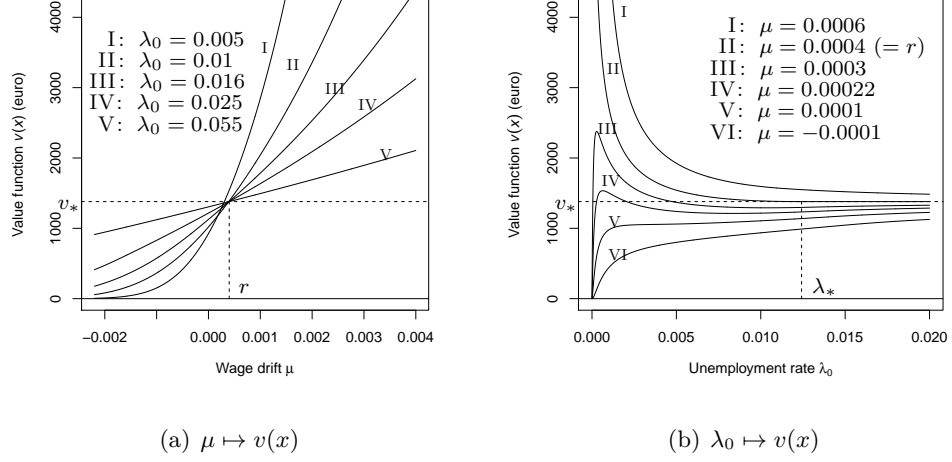 Value function v(x) (euro)
0
1000
2000
3000
4000
v∗
I: λ0 = 0.005
II: λ0 = 0.01
III: λ0 = 0.016
IV: λ0 = 0.025
V: λ0 = 0.055
I
II
III
IV
V
r
−0.002
0.000
0.001
0.002
0.003
0.004
Wage drift μ
(a) μ ↦ v(x)
Value function v(x) (euro)
0
1000
2000
3000
4000
v∗
I: μ = 0.0006
II: μ = 0.0004 (= r)
III: μ = 0.0003
IV: μ = 0.00022
V: μ = 0.0001
VI: μ = −0.0001
I
II
III
IV
V
VI
λ∗
0.000
0.005
0.010
0.015
0.020
Unemployment rate λ0
(b) λ0 ↦ v(x)